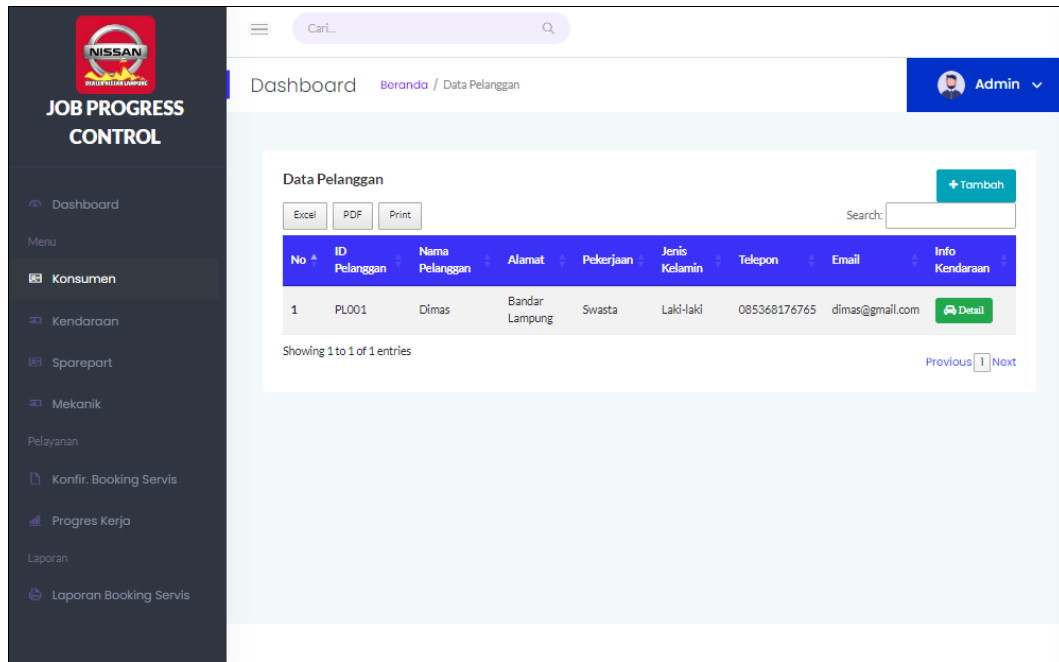 NISSAN
DEALER NISSAN LAMPUNG
JOB PROGRESS
CONTROL
Dashboard
Menu
Konsumen
Kendaraan
Sparepart
Mekanik
Pelayanan
Konfir. Booking Servis
Progres Kerja
Laporan
Laporan Booking Servis
Cari...
Dashboard Beranda / Data Pelanggan
Admin
Data Pelanggan
+Tambah
Excel PDF Print
Search:
No ID Pelanggan Nama Pelanggan Alamat Pekerjaan Jenis Kelamin Telepon Email Info Kendaraan
1 PL001 Dimas Bandar Lampung Swasta Laki-laki 085368176765 dimas@gmail.com Detail
Showing 1 to 1 of 1 entries
Previous 1 Next